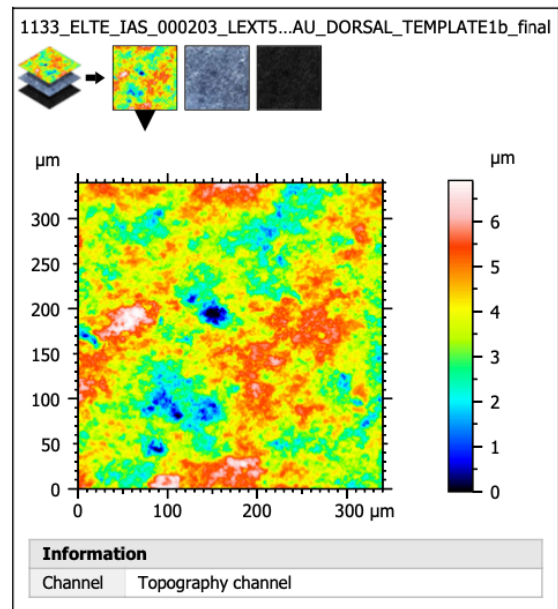 1133_ELTE_IAS_000203_LEXT5...AU_DORSAL_TEMPLATE1b_final
µm
µm
300
250
200
150
100
50
0
0
100
200
300 µm
6
5
4
3
2
1
0
Information
Channel Topography channel